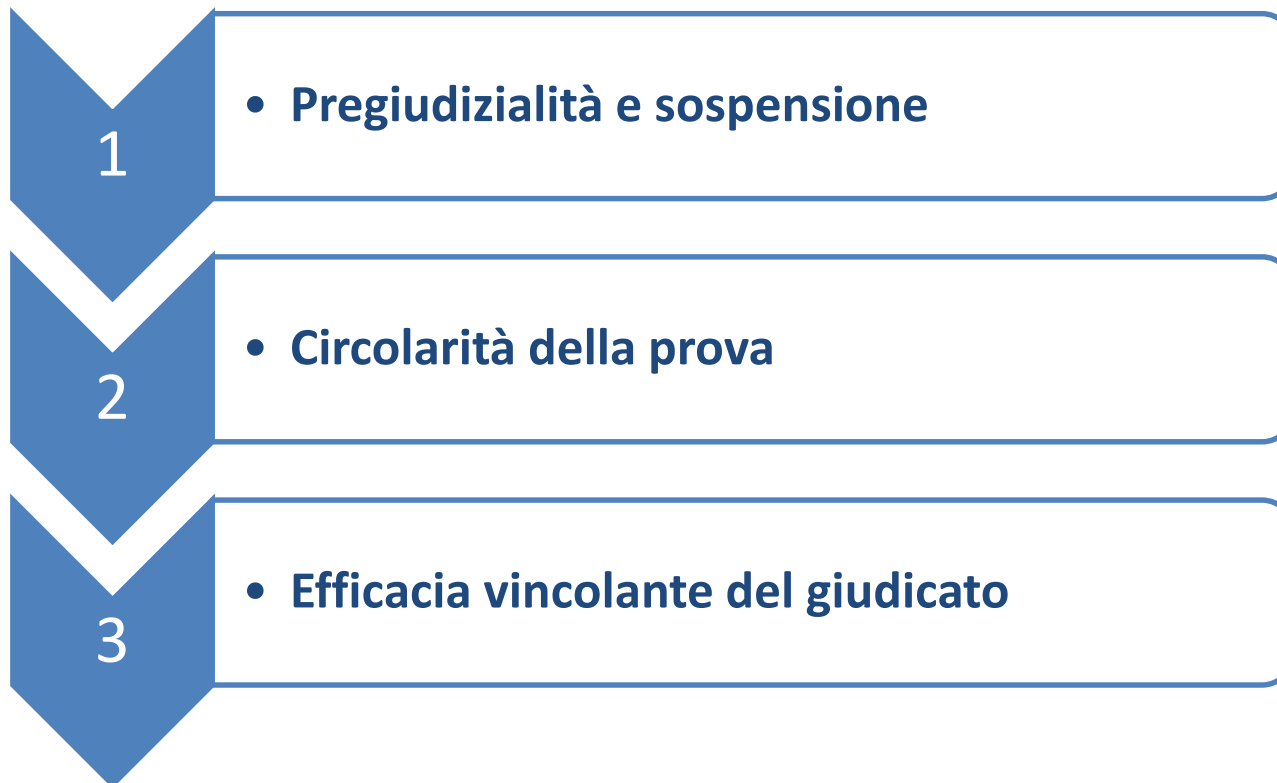 1
• Pregiudizialità e sospensione
2
• Circolarità della prova
3
• Efficacia vincolante del giudicato